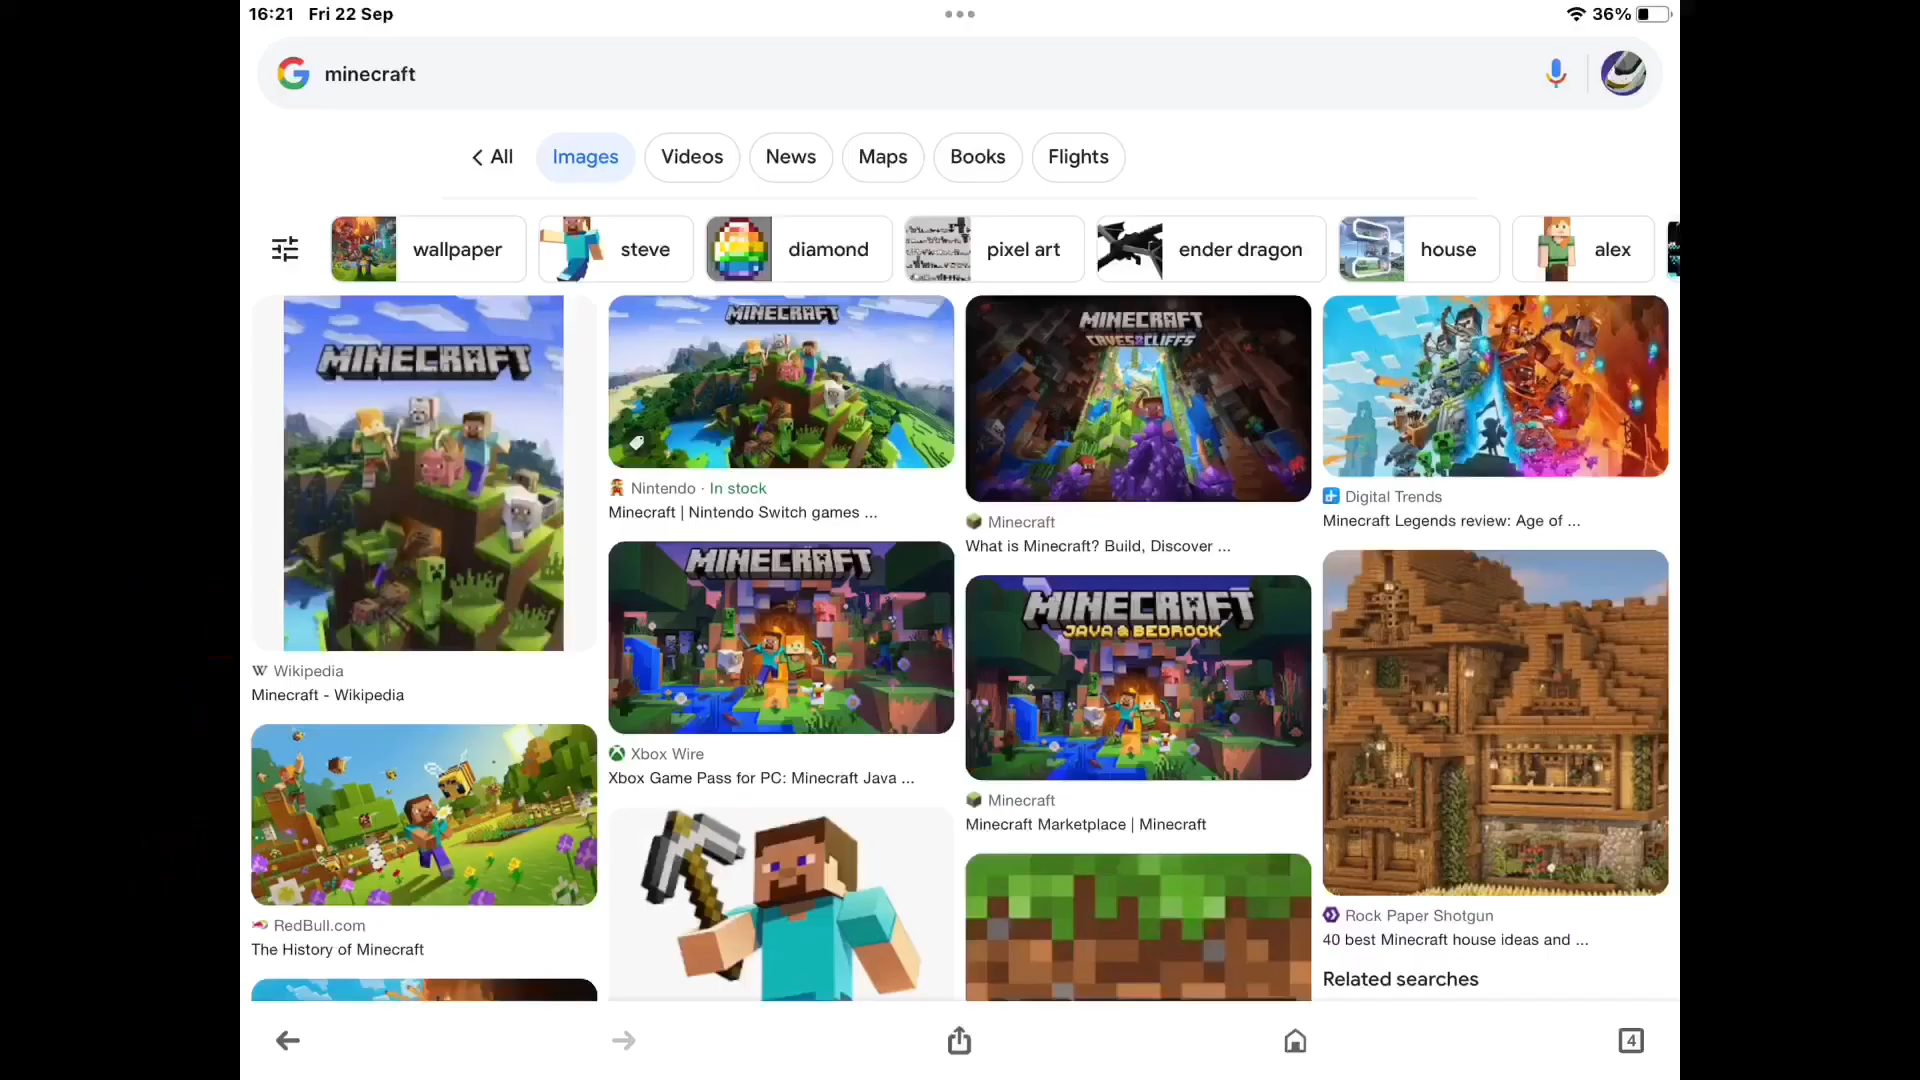 16:21 Fri 22 Sep
36%
minecraft
All Images Videos News Maps Books Flights
wallpaper steve diamond pixel art ender dragon house alex
MINECRAFT
Wikipedia
Minecraft - Wikipedia
RedBull.com
The History of Minecraft
MINECRAFT
Nintendo · In stock
Minecraft | Nintendo Switch games ...
MINECRAFT
Xbox Wire
Xbox Game Pass for PC: Minecraft Java ...
MINECRAFT
CAVES & CLIFFS
Minecraft
What is Minecraft? Build, Discover ...
MINECRAFT
JAVA & BEDROCK
Minecraft
Minecraft Marketplace | Minecraft
Digital Trends
Minecraft Legends review: Age of ...
Rock Paper Shotgun
40 best Minecraft house ideas and ...
Related searches
4